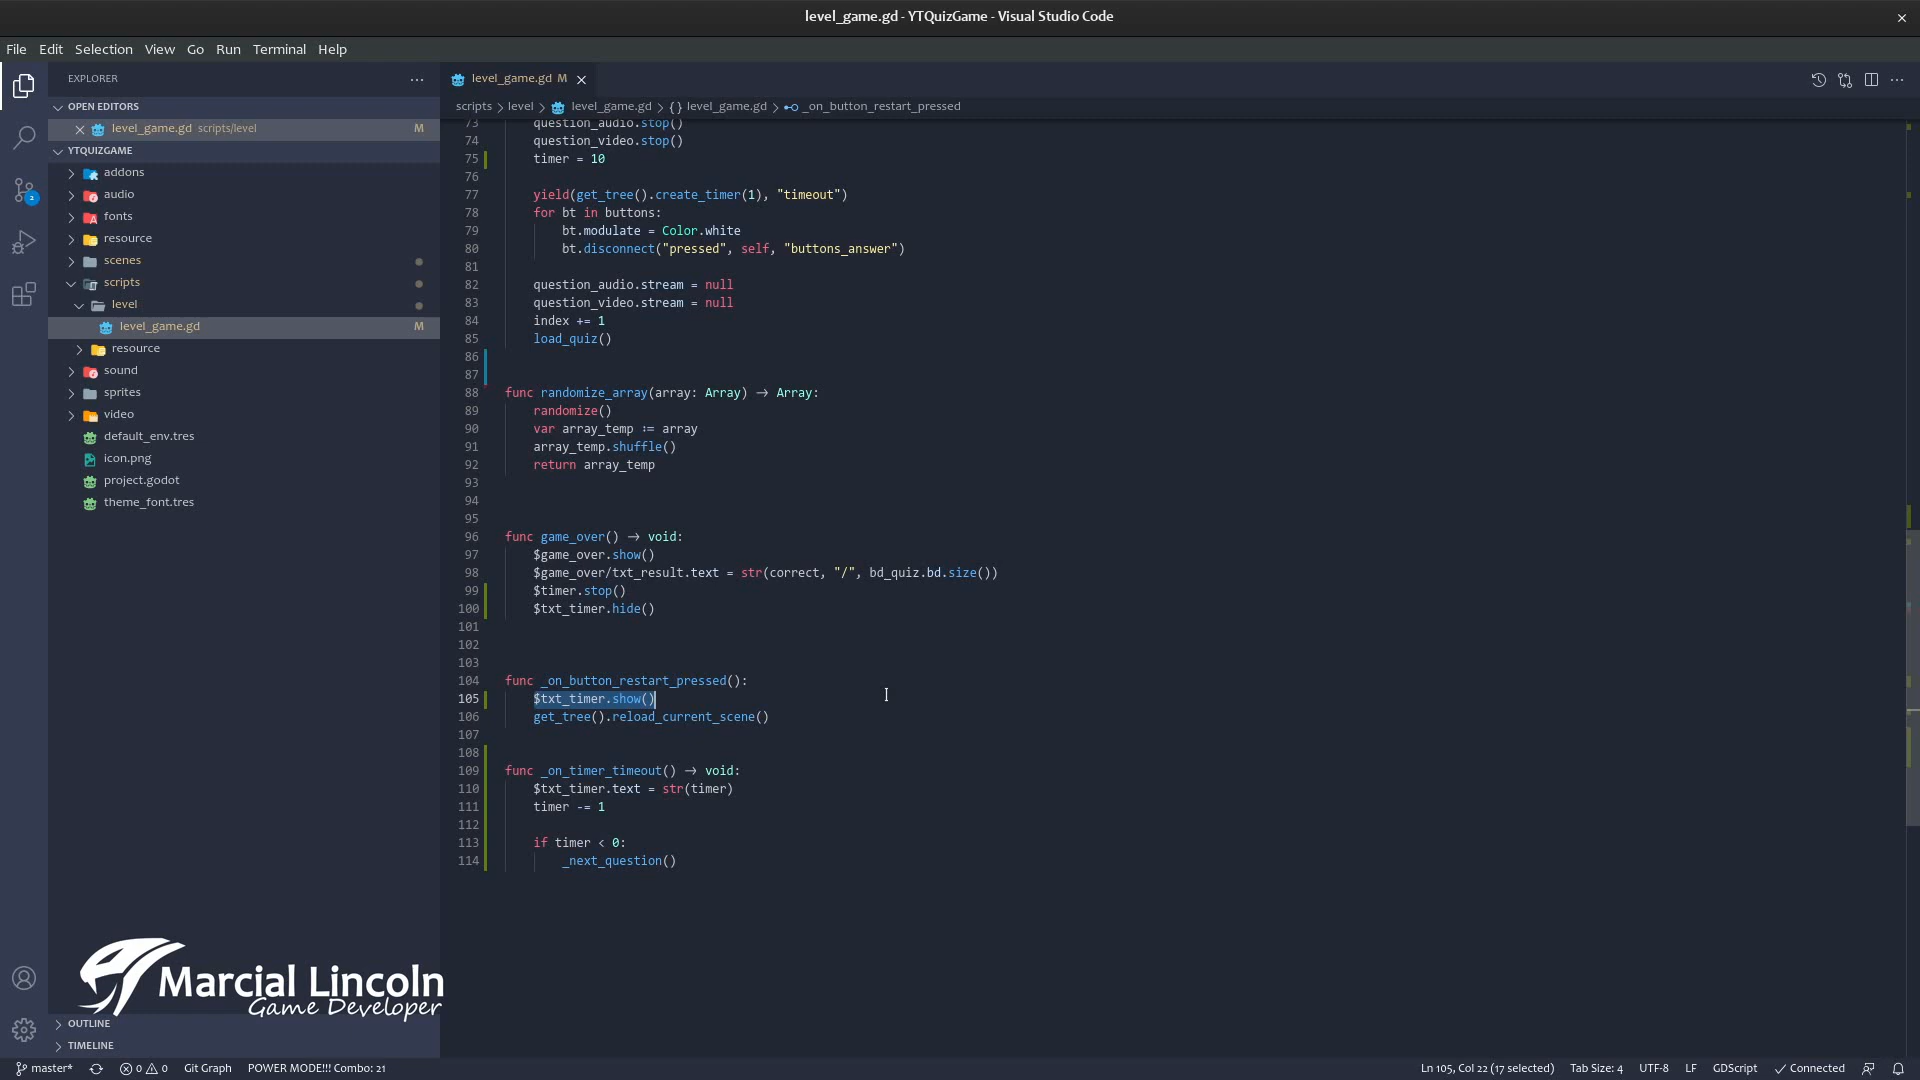 level_game.gd - YTQuizGame - Visual Studio Code
File Edit Selection View Go Run Terminal Help
EXPLORER
OPEN EDITORS
level_game.gd scripts/level M
YTQUIZGAME
addons
audio
fonts
resource
scenes
scripts
level
level_game.gd M
resource
sound
sprites
video
default_env.tres
icon.png
project.godot
theme_font.tres
Marcial Lincoln
Game Developer
OUTLINE
TIMELINE
level_game.gd M
scripts > level > level_game.gd > {} level_game.gd > _on_button_restart_pressed
73 question_audio.stop()
74 question_video.stop()
75 timer = 10
76
77 yield(get_tree().create_timer(1), "timeout")
78 for bt in buttons:
79 bt.modulate = Color.white
80 bt.disconnect("pressed", self, "buttons_answer")
81
82 question_audio.stream = null
83 question_video.stream = null
84 index += 1
85 load_quiz()
86
87
88 func randomize_array(array: Array) → Array:
89 randomize()
90 var array_temp := array
91 array_temp.shuffle()
92 return array_temp
93
94
95
96 func game_over() → void:
97 $game_over.show()
98 $game_over/txt_result.text = str(correct, "/", bd_quiz.bd.size())
99 $timer.stop()
100 $txt_timer.hide()
101
102
103
104 func _on_button_restart_pressed():
105 $txt_timer.show()
106 get_tree().reload_current_scene()
107
108
109 func _on_timer_timeout() → void:
110 $txt_timer.text = str(timer)
111 timer -= 1
112
113 if timer < 0:
114 _next_question()
master* 0 0 Git Graph POWER MODE!!! Combo: 21 Ln 105, Col 22 (17 selected) Tab Size: 4 UTF-8 LF GDScript Connected